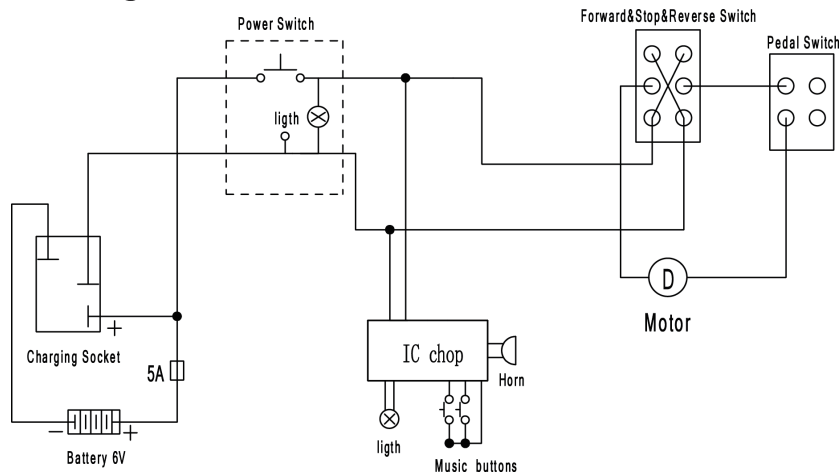 Power Switch
Forward&Stop&Reverse Switch
Pedal Switch
ligth
D
Motor
+
Charging Socket
5A
IC chop
Horn
ligth
− +
Battery 6V
Music buttons